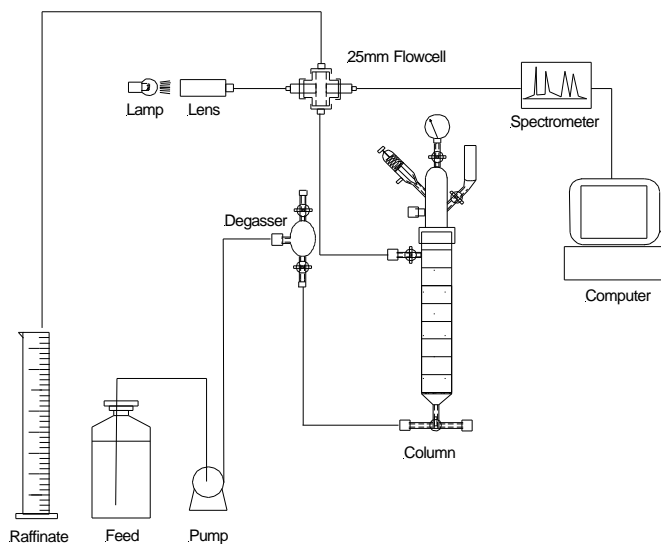 25mm Flowcell
Lamp
Lens
Spectrometer
Degasser
Computer
Column
Raffinate
Feed
Pump